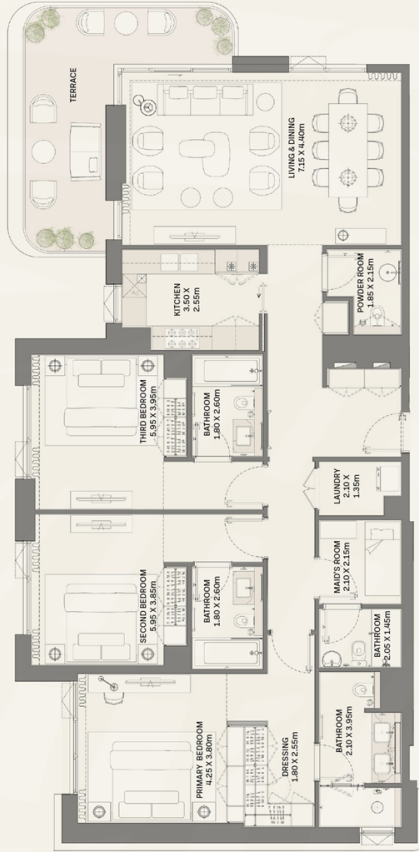 TERRACE
LIVING & DINING
7.15 X 4.40m
KITCHEN
3.50 X
2.55m
POWDER ROOM
1.85 X 2.15m
THIRD BEDROOM
5.95 X 3.95m
BATHROOM
1.80 X 2.60m
LAUNDRY
2.10 X
1.35m
SECOND BEDROOM
5.95 X 3.85m
BATHROOM
1.80 X 2.60m
MAID'S ROOM
2.10 X 2.15m
BATHROOM
2.05 X 1.45m
PRIMARY BEDROOM
4.25 X 3.80m
DRESSING
1.80 X 2.55m
BATHROOM
2.10 X 3.95m